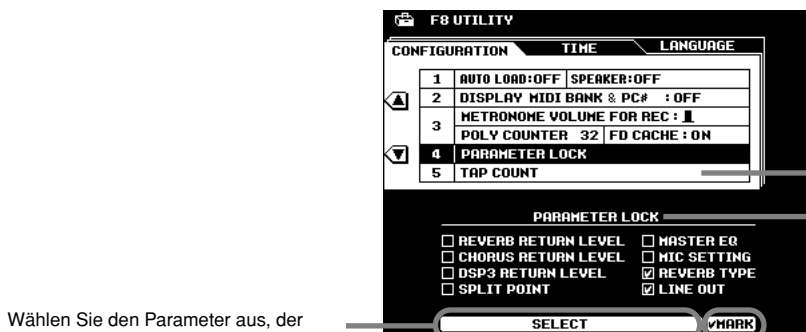 F8 UTILITY
CONFIGURATION TIME LANGUAGE
1 AUTO LOAD:OFF SPEAKER:OFF
2 DISPLAY MIDI BANK & PC# :OFF
3 METRONOME VOLUME FOR REC :
POLY COUNTER 32 FD CACHE:ON
4 PARAMETER LOCK
5 TAP COUNT
PARAMETER LOCK
REVERB RETURN LEVEL MASTER EQ
CHORUS RETURN LEVEL MIC SETTING
DSP3 RETURN LEVEL REVERB TYPE
SPLIT POINT LINE OUT
Wählen Sie den Parameter aus, der
SELECT MARK